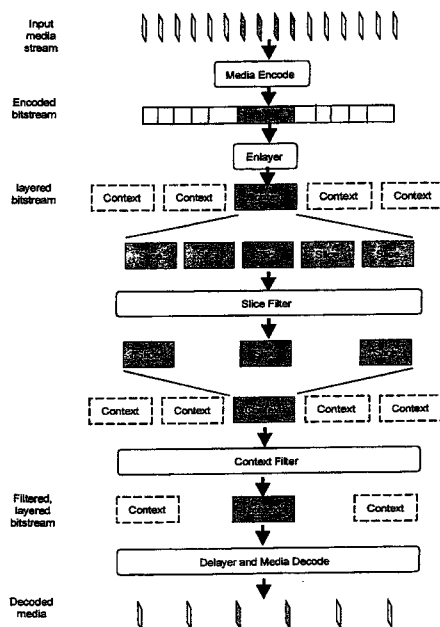 Input
media
stream
Media Encode
Encoded
bitstream
Enlayer
layered
bitstream
Context Context Context Context
Slice Filter
Context Context Context Context
Context Filter
Filtered,
layered
bitstream
Context Context
Delayer and Media Decode
Decoded
media